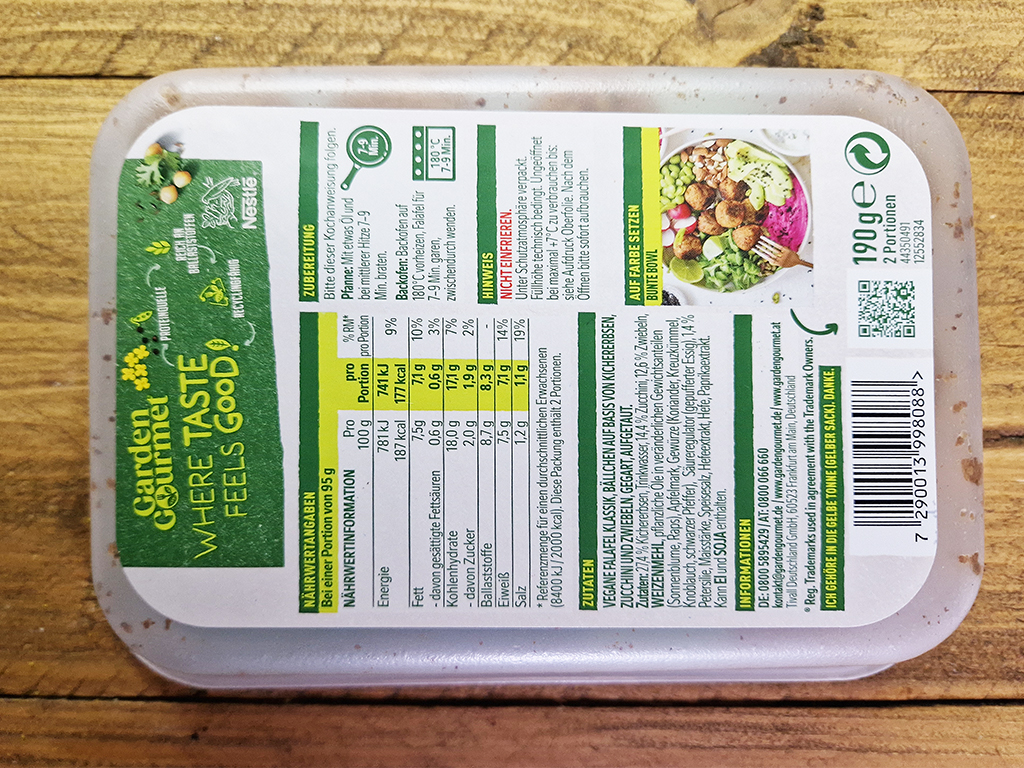 Garden
Gourmet
WHERE TASTE
FEELS GOOD!
PROTEINQUELLE
REICH AN
BALLASTSTOFFEN
RECYCLINGFÄHIG
Nestlé.
NÄHRWERTANGABEN
Bei einer Portion von 95 g
NÄHRWERTINFORMATION Pro 100 g pro Portion % RM* pro Portion
Energie 781 kJ 741 kJ
187 kcal 177 kcal 9%
Fett 7,5g 7,1 g 10%
- davon gesättigte Fettsäuren 0,6 g 0,6 g 3%
Kohlenhydrate 18,0 g 17,1 g 7%
- davon Zucker 2,0 g 1,9 g 2%
Ballaststoffe 8,7 g 8,3 g -
Eiweiß 7,5 g 7,1 g 14%
Salz 1,2 g 1,1 g 19%
* Referenzmenge für einen durchschnittlichen Erwachsenen
(8400 kJ / 2000 kcal). Diese Packung enthält 2 Portionen.
ZUBEREITUNG
Bitte dieser Kochanweisung folgen.
Pfanne: Mit etwas Öl und
bei mittlerer Hitze 7-9
Min. braten.
7-9
Min.
Backofen: Backofen auf
180°C vorheizen, Falafel für
7-9 Min. garen,
zwischendurch wenden.
180°C
7-9 Min.
HINWEIS
NICHT EINFRIEREN.
Unter Schutzatmosphäre verpackt.
Füllhöhe technisch bedingt. Ungeöffnet
bei maximal +7°C zu verbrauchen bis:
siehe Aufdruck Oberfolie. Nach dem
Öffnen bitte sofort aufbrauchen.
ZUTATEN
VEGANE FALAFEL KLASSIK, BÄLLCHEN AUF BASIS VON KICHERERBSEN,
ZUCCHINI UND ZWIEBELN, GEGART, AUFGETAUT.
Zutaten: 27,4 % Kichererbsen, Trinkwasser, 14,4 % Zucchini, 12,6 % Zwiebeln,
WEIZENMEHL, pflanzliche Öle in veränderlichen Gewichtsanteilen
(Sonnenblume, Raps), Apfelmark, Gewürze (Koriander, Kreuzkümmel,
Knoblauch, schwarzer Pfeffer), Säureregulator (gepufferter Essig), 1,4%
Petersilie, Maisstärke, Speisesalz, Hefeextrakt, Hefe, Paprikaextrakt.
Kann EI und SOJA enthalten.
AUF FARBE SETZEN
BUNTE BOWL
INFORMATIONEN
DE: 0800 5895429 / AT: 0800 066 660
kontakt@gardengourmet.de / www.gardengourmet.de / www.gardengourmet.at
Tivall Deutschland GmbH, 60523 Frankfurt am Main, Deutschland
® Reg. Trademarks used in agreement with the Trademark Owners.
ICH GEHÖRE IN DIE GELBE TONNE (GELBER SACK). DANKE.
190g e
2 Portionen
44350491
12552834
7 290013 998088 >